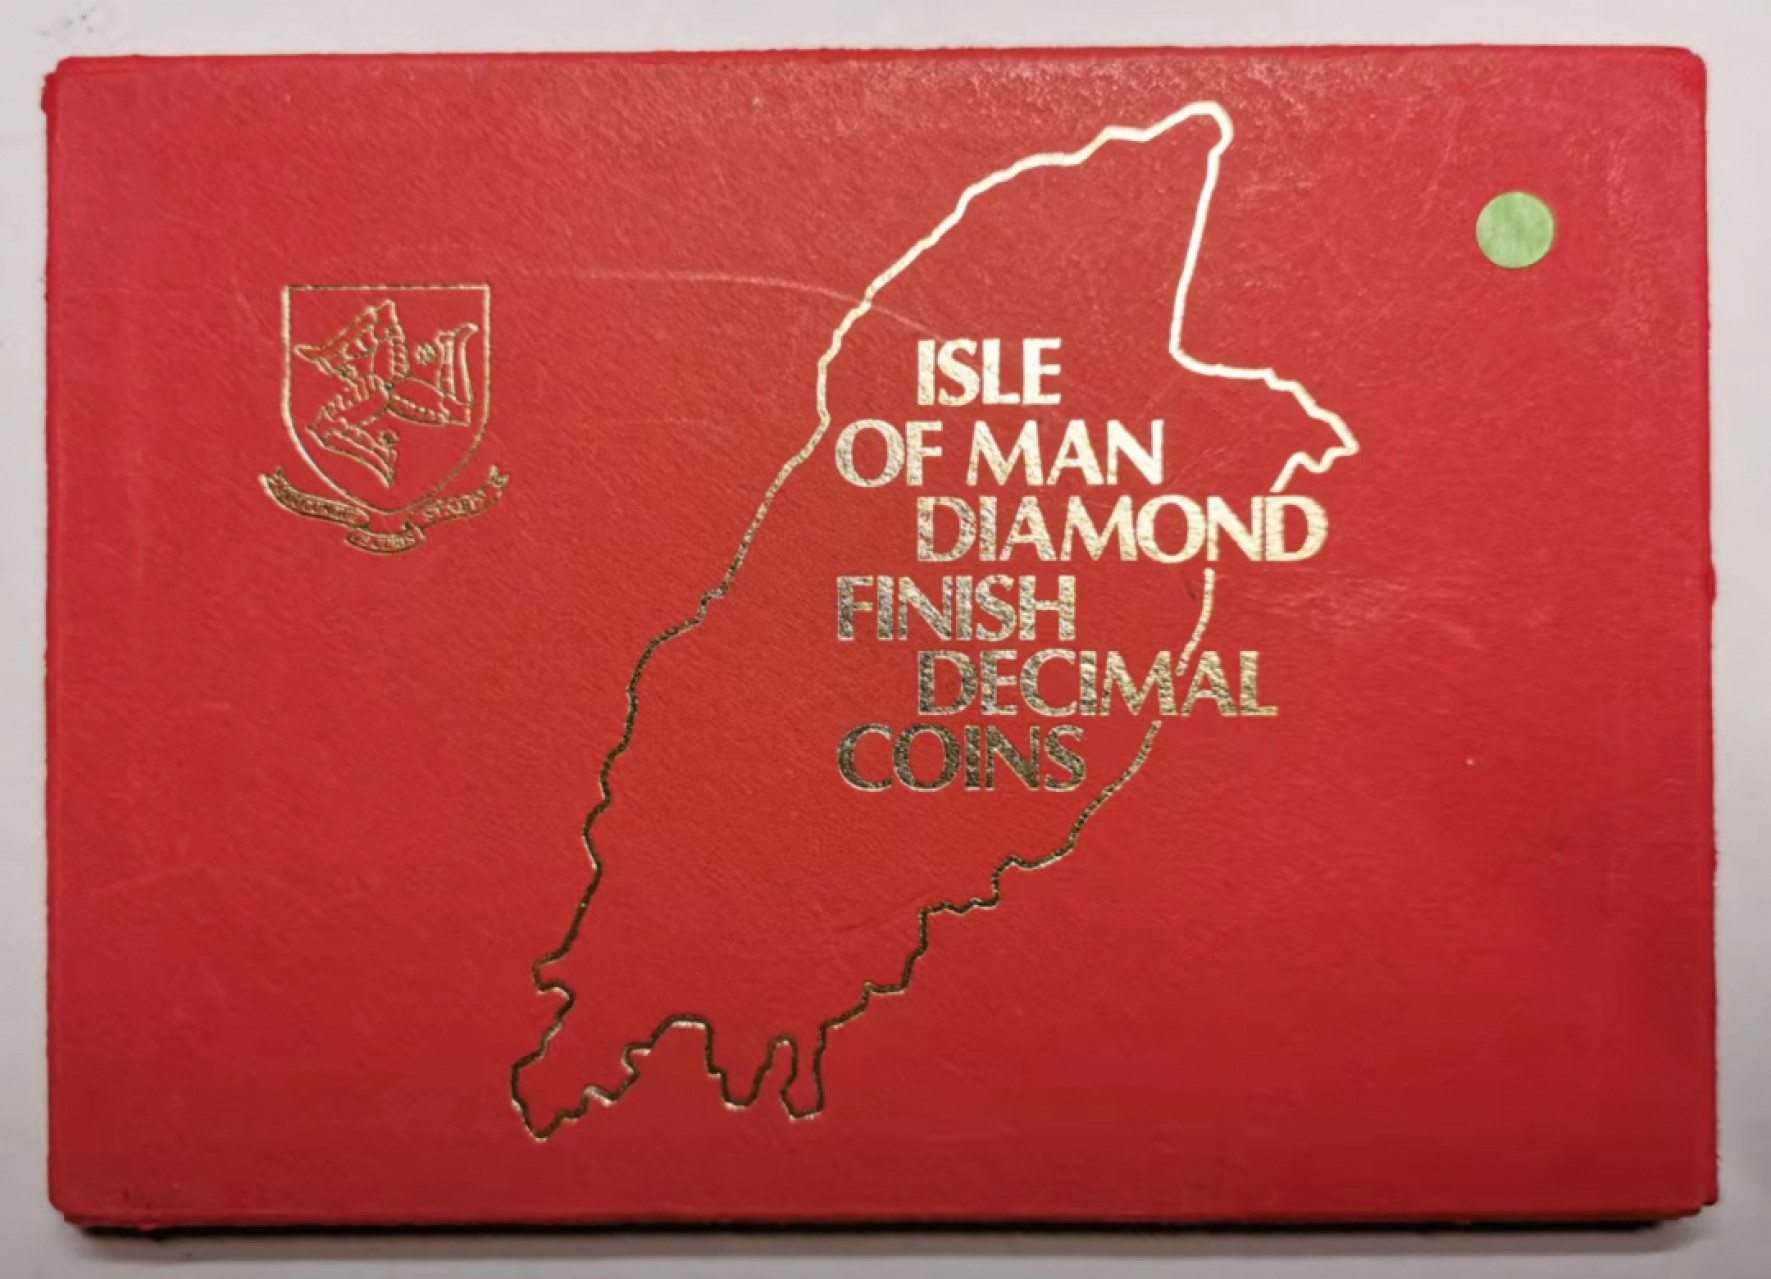 ISLE
OF MAN
DIAMOND
FINISH
DECIMAL
COINS